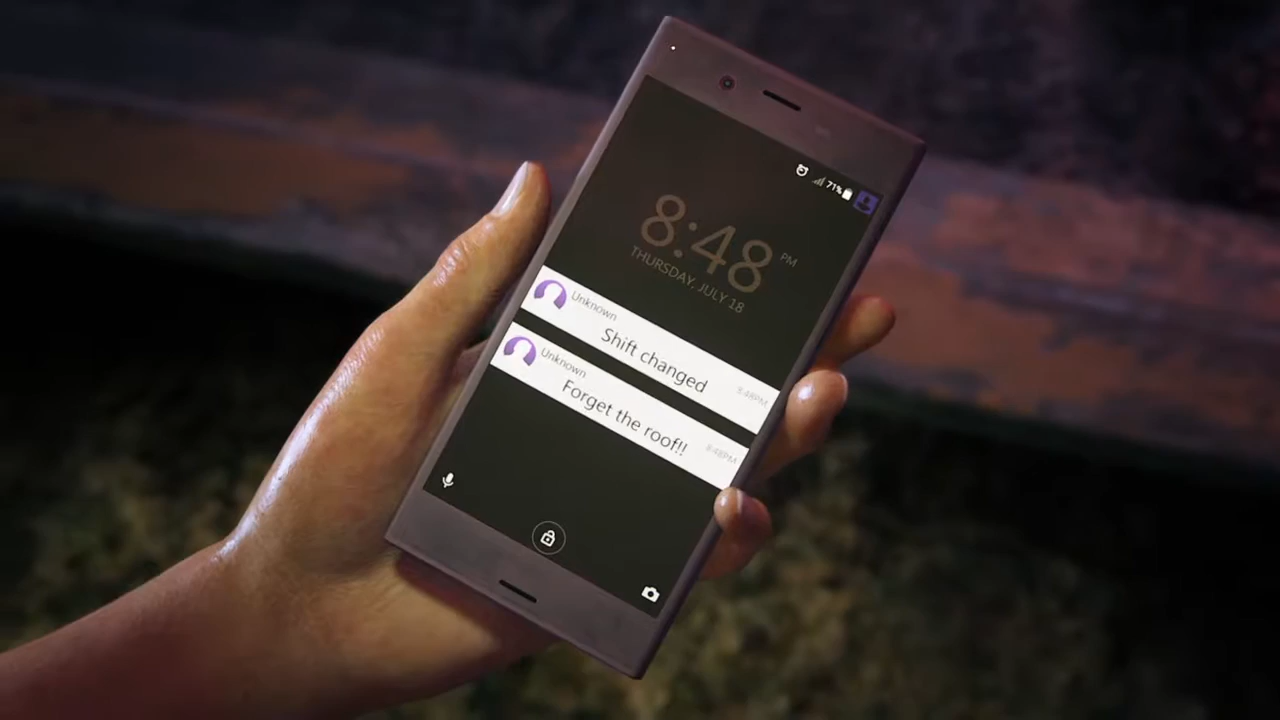 71%
8:48 PM
THURSDAY, JULY 18
Unknown
Shift changed
8:48PM
Unknown
Forget the roof!!
8:48PM